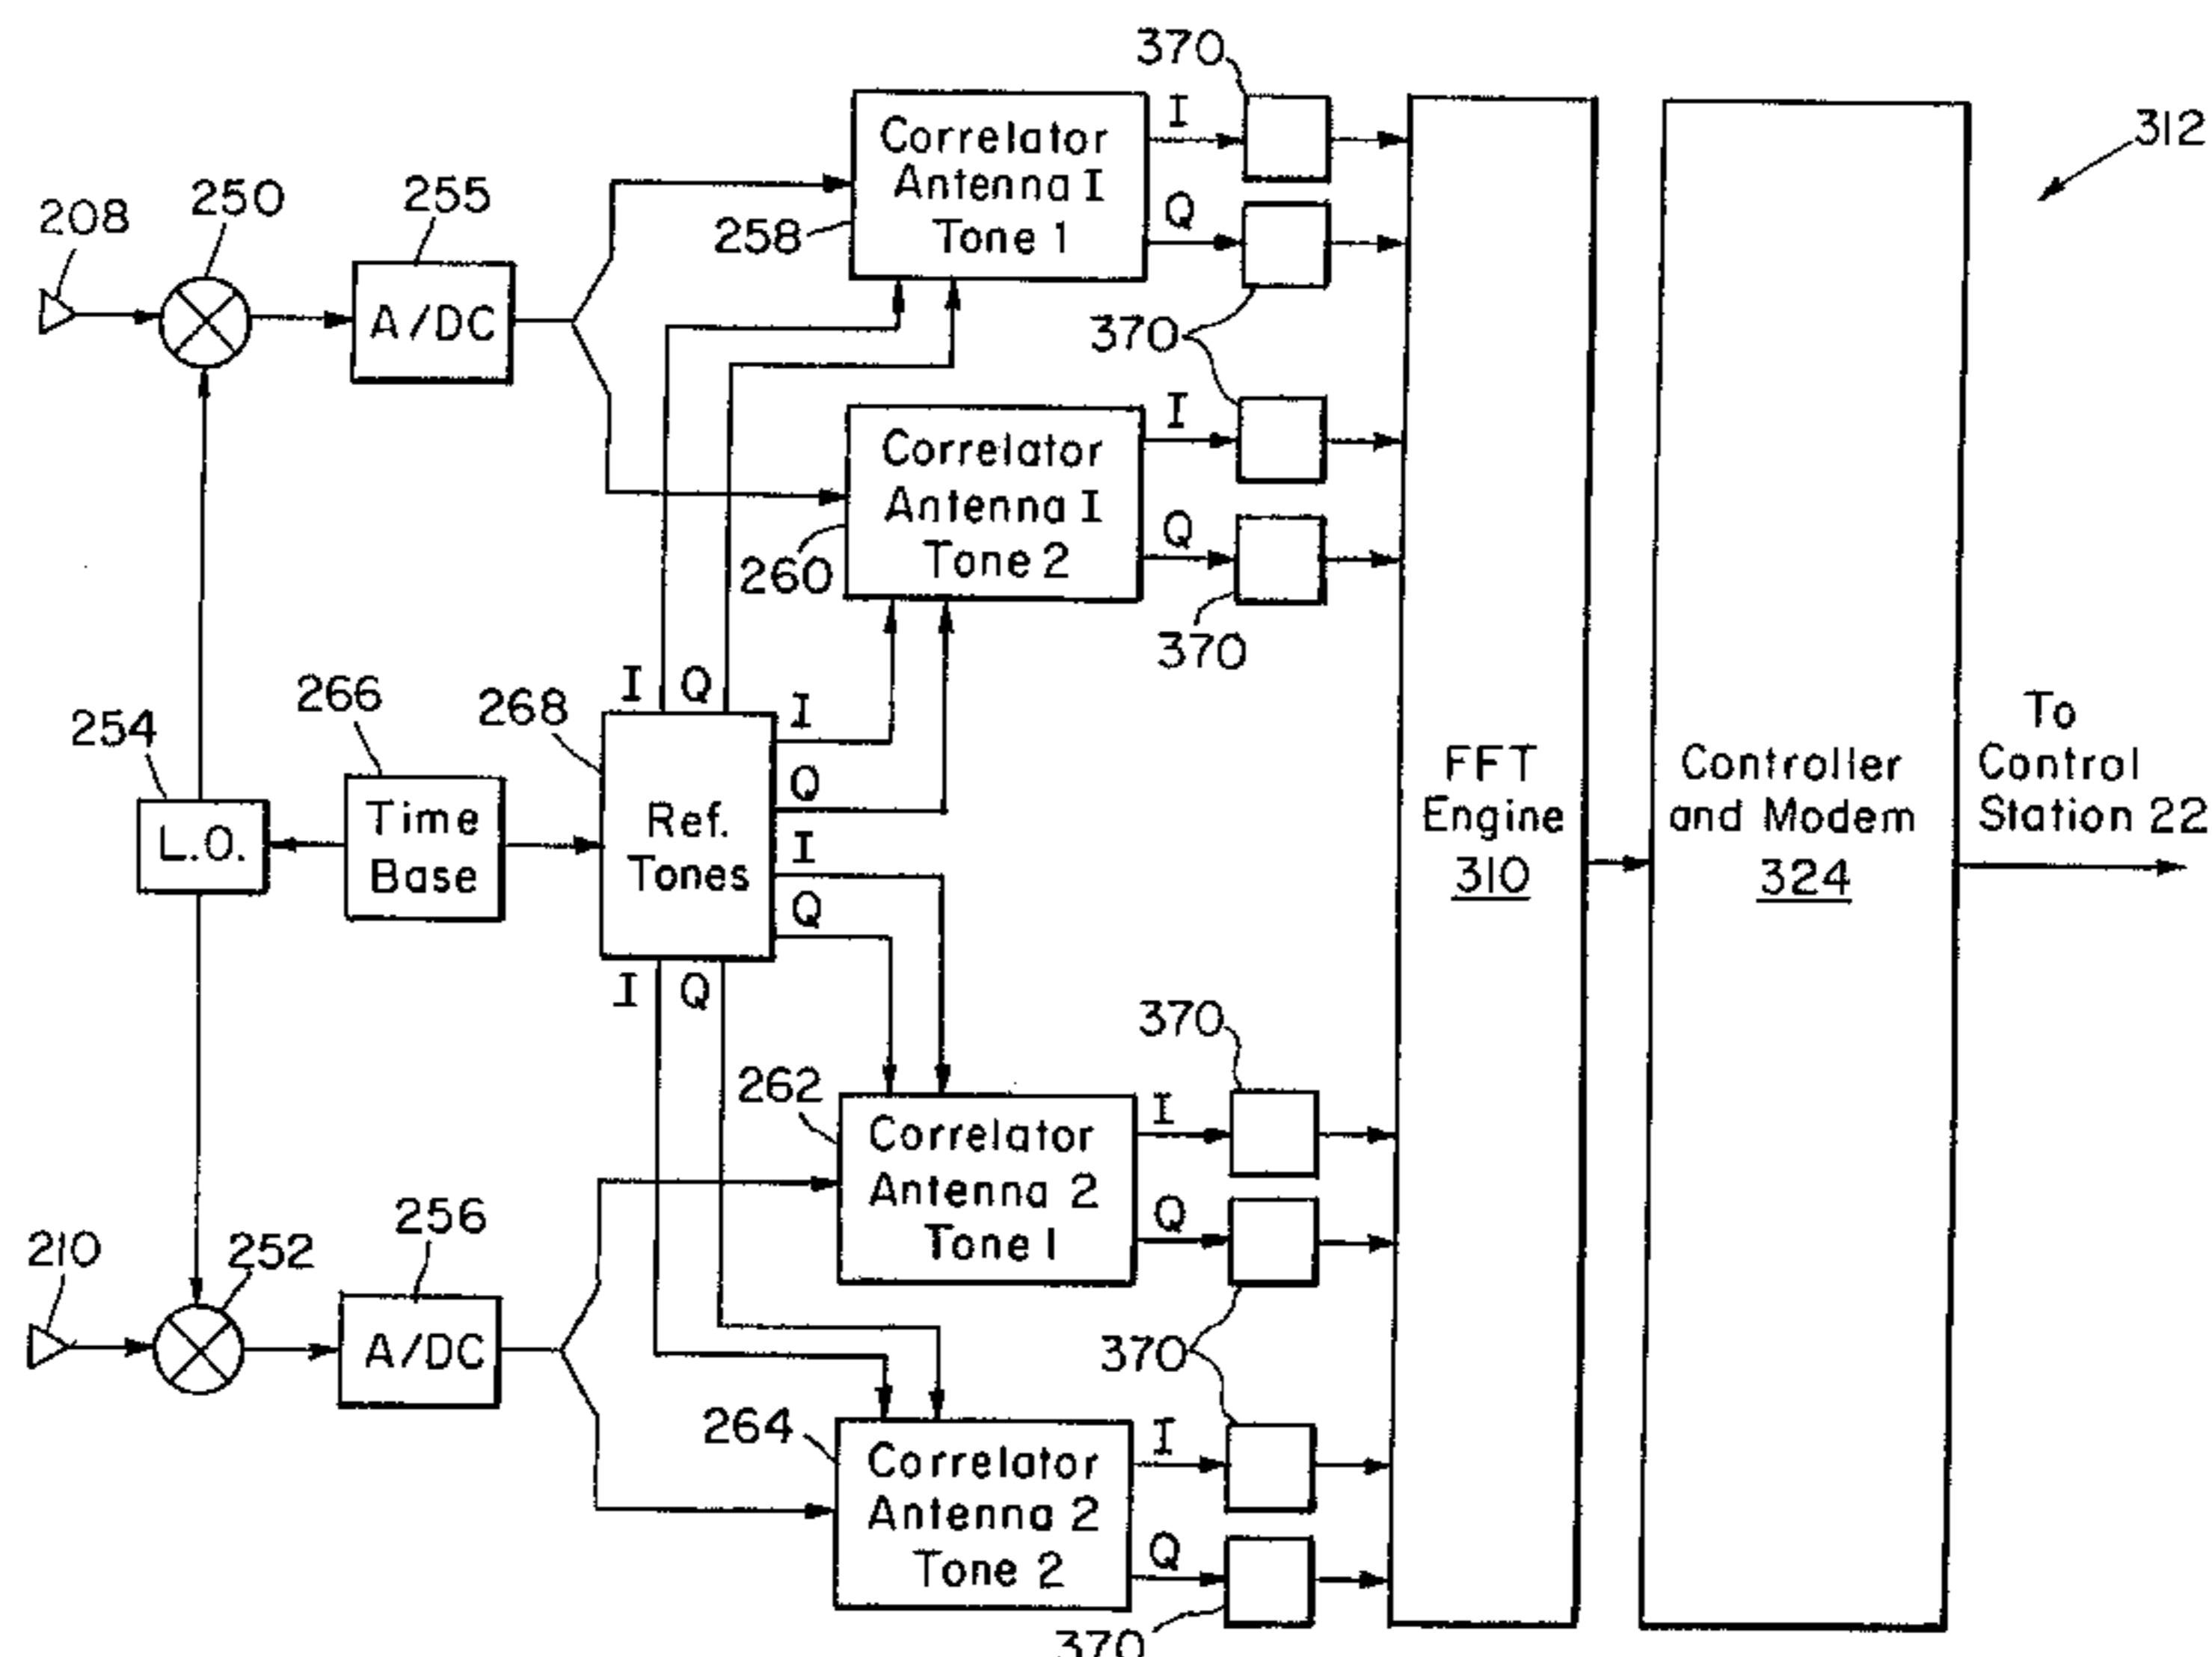 370
312
208
250
255
Correlator
Antenna I
Tone 1
258
I
Q
A/DC
370
Correlator
Antenna I
Tone 2
260
I
Q
370
254
266
268
I Q
I
Q
I
Q
I Q
L.O.
Time
Base
Ref.
Tones
FFT
Engine
310
Controller
and Modem
324
To
Control
Station 22
370
262
Correlator
Antenna 2
Tone 1
I
Q
210
252
256
A/DC
370
264
Correlator
Antenna 2
Tone 2
I
Q
370